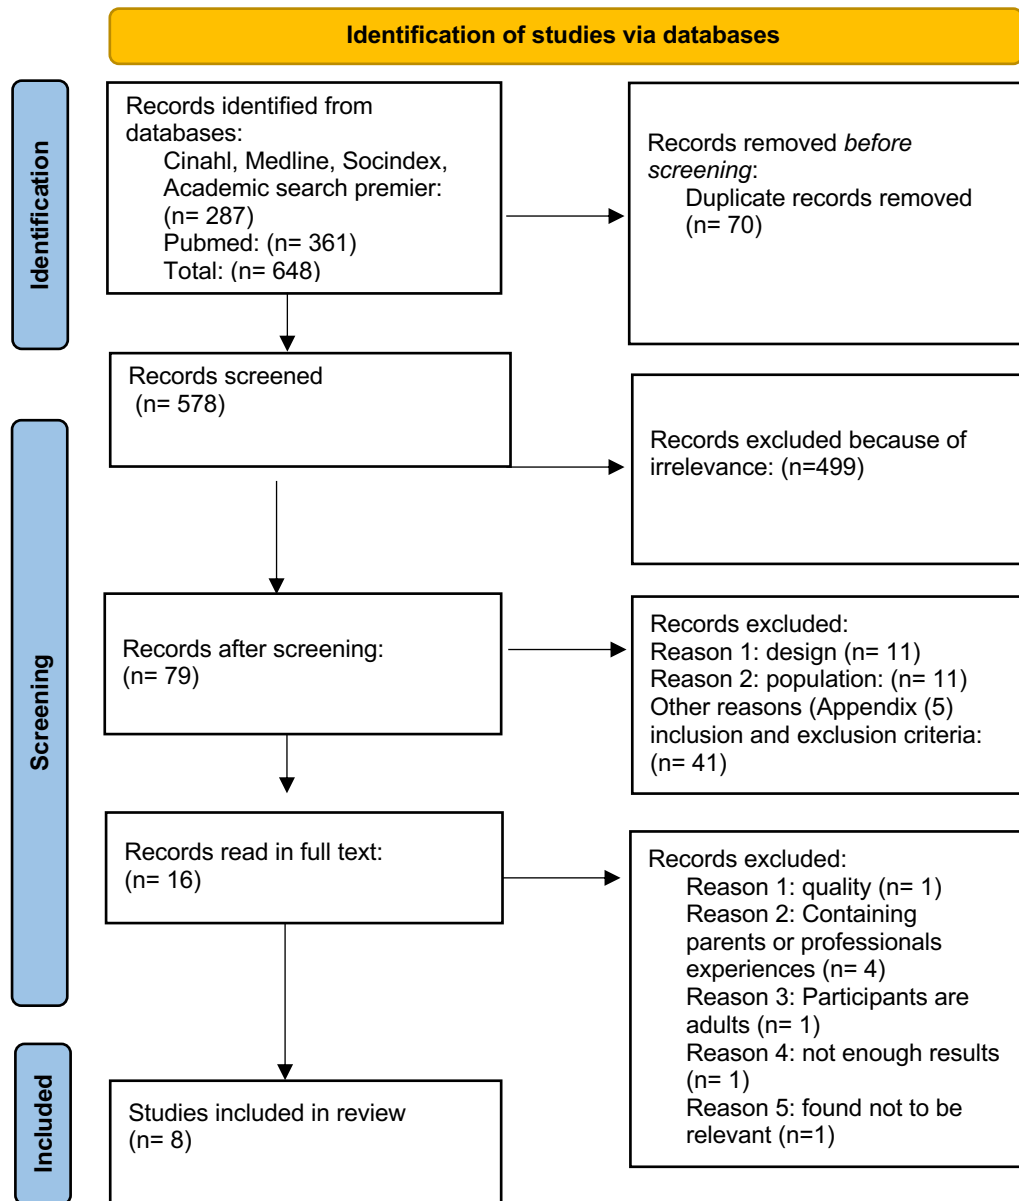 Identification of studies via databases
Identification
Records identified from
databases:
Cinahl, Medline, Socindex,
Academic search premier:
(n= 287)
Pubmed: (n= 361)
Total: (n= 648)
Records removed before
screening:
Duplicate records removed
(n= 70)
Screening
Records screened
(n= 578)
Records excluded because of
irrelevance: (n=499)
Records after screening:
(n= 79)
Records excluded:
Reason 1: design (n= 11)
Reason 2: population: (n= 11)
Other reasons (Appendix (5)
inclusion and exclusion criteria:
(n= 41)
Records read in full text:
(n= 16)
Records excluded:
Reason 1: quality (n= 1)
Reason 2: Containing
parents or professionals
experiences (n= 4)
Reason 3: Participants are
adults (n= 1)
Reason 4: not enough results
(n= 1)
Reason 5: found not to be
relevant (n=1)
Included
Studies included in review
(n= 8)